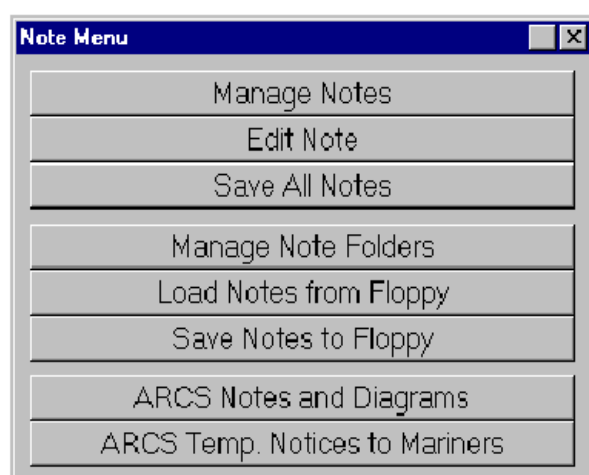 Note Menu
Manage Notes
Edit Note
Save All Notes
Manage Note Folders
Load Notes from Floppy
Save Notes to Floppy
ARCS Notes and Diagrams
ARCS Temp. Notices to Mariners